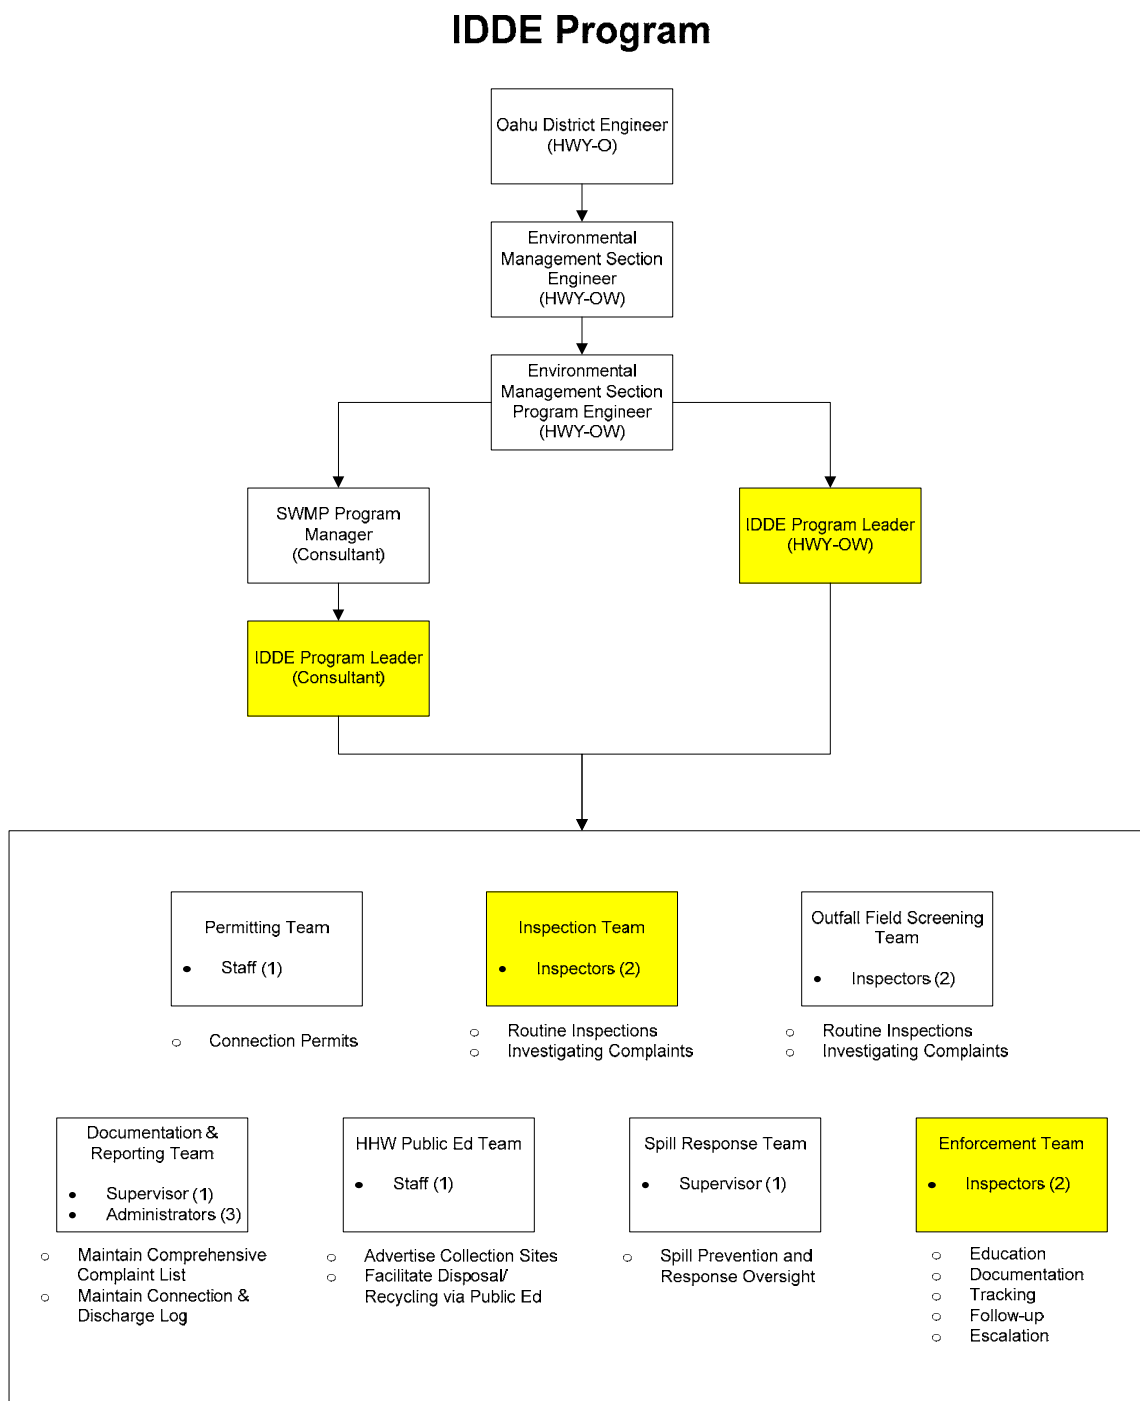 IDDE Program
Oahu District Engineer
(HWY-O)
Environmental
Management Section
Engineer
(HWY-OW)
Environmental
Management Section
Program Engineer
(HWY-OW)
SWMP Program
Manager
(Consultant)
IDDE Program Leader
(HWY-OW)
IDDE Program Leader
(Consultant)
Permitting Team
• Staff (1)
○ Connection Permits
Inspection Team
• Inspectors (2)
○ Routine Inspections
○ Investigating Complaints
Outfall Field Screening
Team
• Inspectors (2)
○ Routine Inspections
○ Investigating Complaints
Documentation &
Reporting Team
• Supervisor (1)
• Administrators (3)
○ Maintain Comprehensive
Complaint List
○ Maintain Connection &
Discharge Log
HHW Public Ed Team
• Staff (1)
○ Advertise Collection Sites
○ Facilitate Disposal/
Recycling via Public Ed
Spill Response Team
• Supervisor (1)
○ Spill Prevention and
Response Oversight
Enforcement Team
• Inspectors (2)
○ Education
○ Documentation
○ Tracking
○ Follow-up
○ Escalation